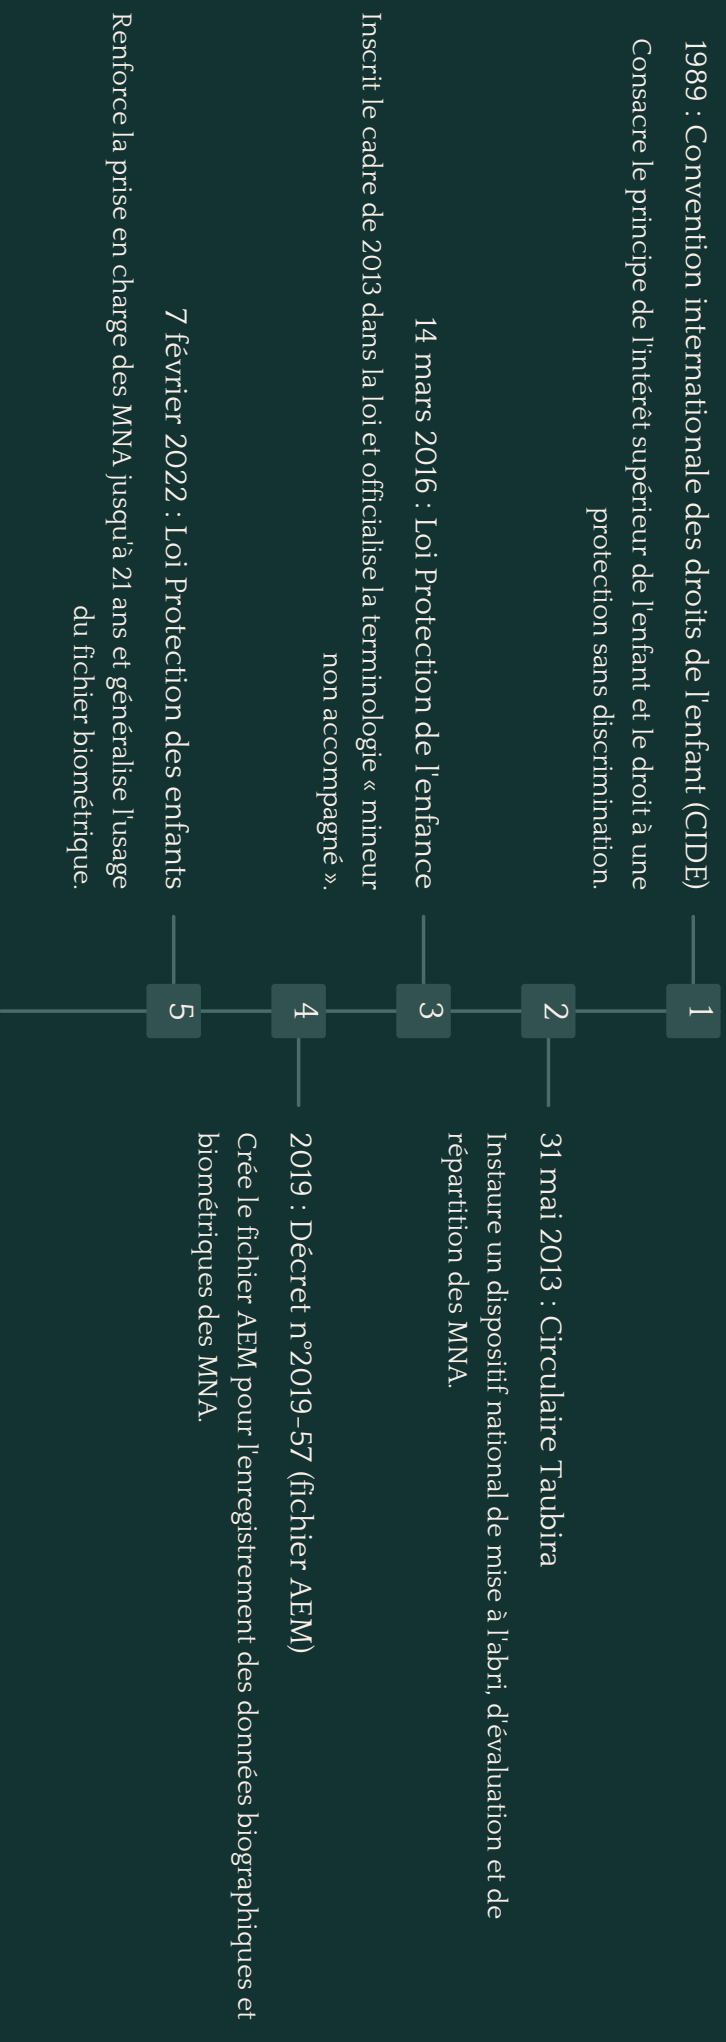 1989 : Convention internationale des droits de l'enfant (CIDE)
Consacre le principe de l'intérêt supérieur de l'enfant et le droit à une
protection sans discrimination.
1
2
31 mai 2013 : Circulaire Taubira
Instaure un dispositif national de mise à l'abri, d'évaluation et de
répartition des MNA.
14 mars 2016 : Loi Protection de l'enfance
Inscrit le cadre de 2013 dans la loi et officialise la terminologie « mineur
non accompagné ».
3
4
2019 : Décret n°2019-57 (fichier AEM)
Crée le fichier AEM pour l'enregistrement des données biographiques et
biométriques des MNA.
7 février 2022 : Loi Protection des enfants
Renforce la prise en charge des MNA jusqu'à 21 ans et généralise l'usage
du fichier biométrique.
5